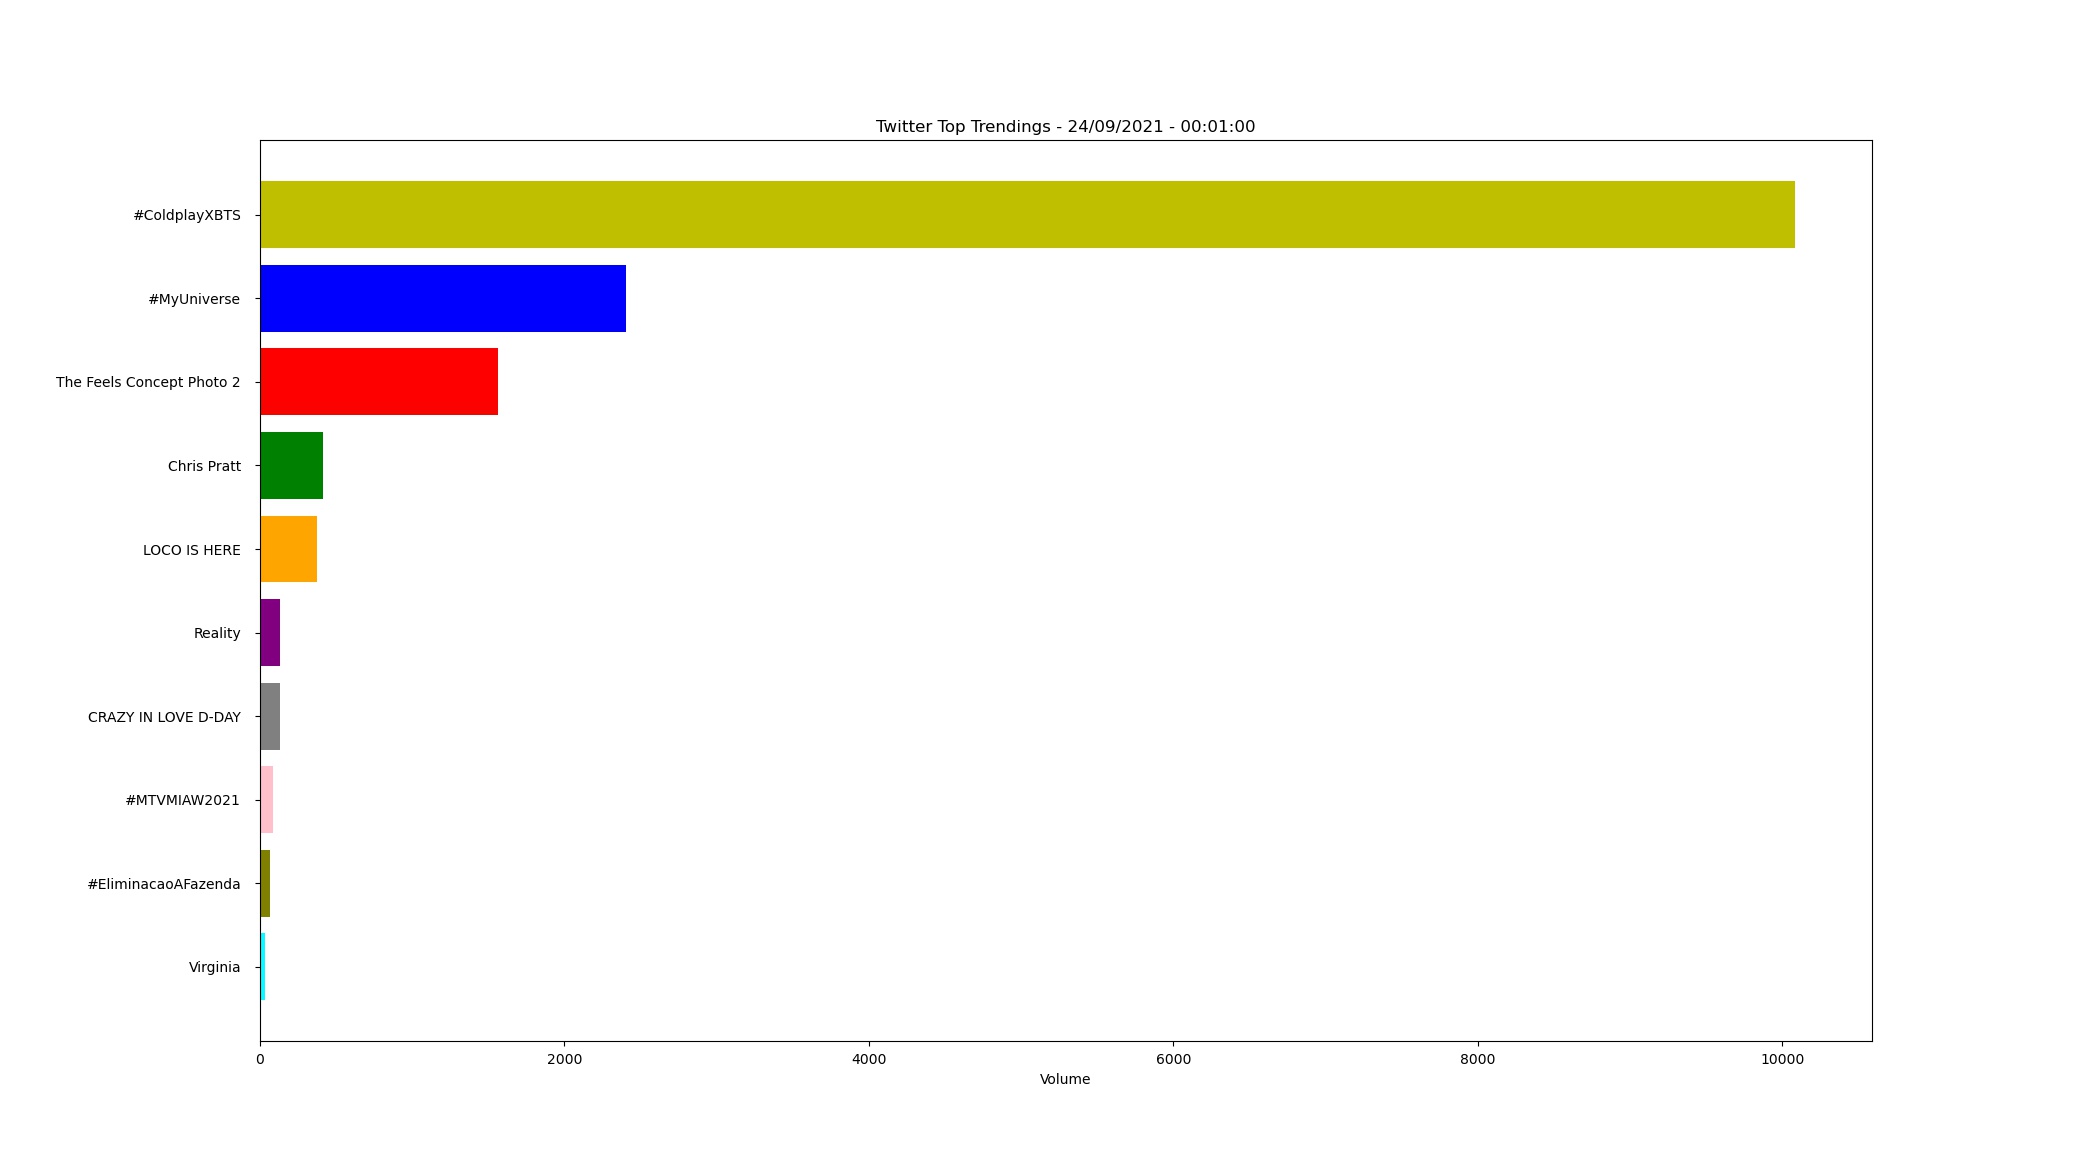 Twitter Top Trendings - 24/09/2021 - 00:01:00
#ColdplayXBTS
#MyUniverse
The Feels Concept Photo 2
Chris Pratt
LOCO IS HERE
Reality
CRAZY IN LOVE D-DAY
#MTVMIAW2021
#EliminacaoAFazenda
Virginia
0 2000 4000 6000 8000 10000
Volume